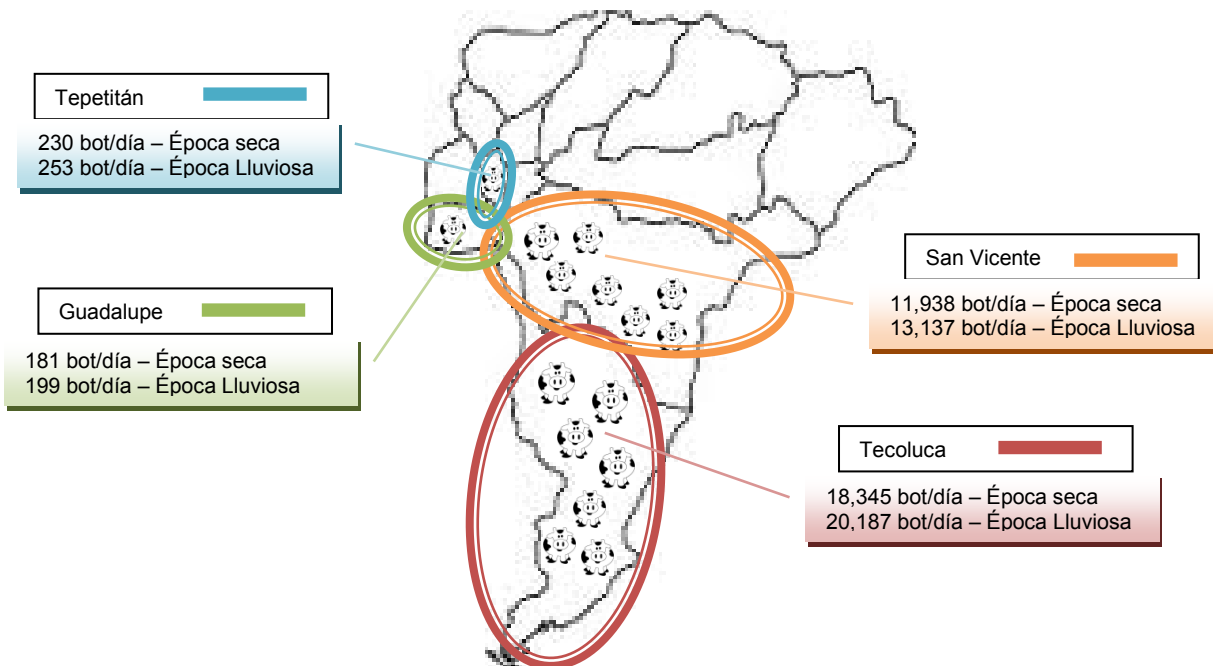 Tepetitán
230 bot/día – Época seca
253 bot/día – Época Lluviosa
Guadalupe
181 bot/día – Época seca
199 bot/día – Época Lluviosa
San Vicente
11,938 bot/día – Época seca
13,137 bot/día – Época Lluviosa
Tecoluca
18,345 bot/día – Época seca
20,187 bot/día – Época Lluviosa